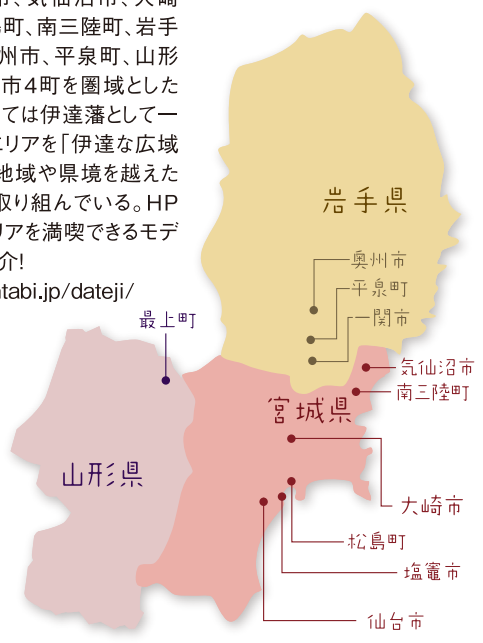 市、気仙沼市、大崎
島町、南三陸町、岩手
州市、平泉町、山形
市4町を圏域とした
ては伊達藩として一
エリアを「伊達な広域
地域や県境を越えた
取り組んでいる。HP
リアを満喫できるモデ
介!
tabi.jp/dateji/
岩手県
奥州市
平泉町
一関市
最上町
気仙沼市
南三陸町
宮城県
山形県
大崎市
松島町
塩竈市
仙台市